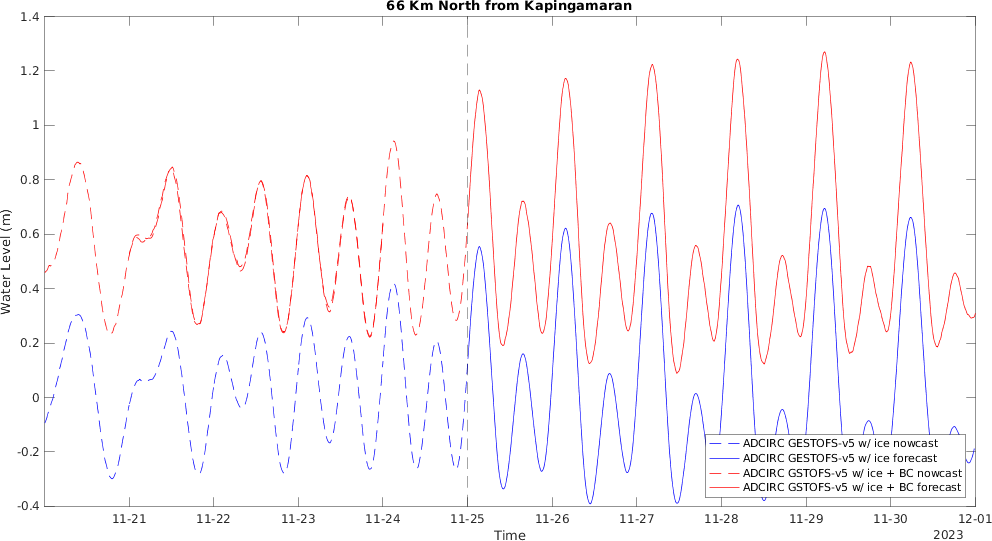 66 Km North from Kapingamaran
1.4
1.2
1
0.8
0.6
0.4
0.2
0
-0.2
-0.4
Water Level (m)
ADCIRC GESTOFS-v5 w/ ice nowcast
ADCIRC GESTOFS-v5 w/ ice forecast
ADCIRC GSTOFS-v5 w/ ice + BC nowcast
ADCIRC GSTOFS-v5 w/ ice + BC forecast
11-21 11-22 11-23 11-24 11-25 11-26 11-27 11-28 11-29 11-30 12-01
Time
2023